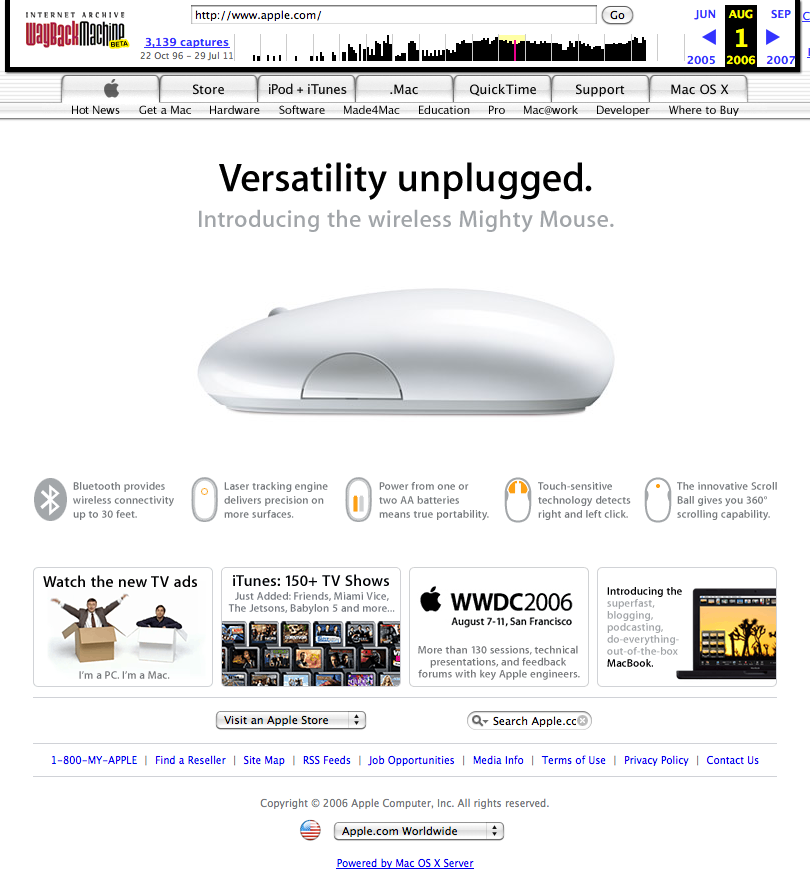 INTERNET ARCHIVE
WayBackMachine
BETA
http://www.apple.com/
Go
3,139 captures
22 Oct 96 – 29 Jul 11
JUN AUG SEP
1
2005 2006 2007
Store iPod + iTunes .Mac QuickTime Support Mac OS X
Hot News Get a Mac Hardware Software Made4Mac Education Pro Mac@work Developer Where to Buy
Versatility unplugged.
Introducing the wireless Mighty Mouse.
Bluetooth provides
wireless connectivity
up to 30 feet.
Laser tracking engine
delivers precision on
more surfaces.
Power from one or
two AA batteries
means true portability.
Touch-sensitive
technology detects
right and left click.
The innovative Scroll
Ball gives you 360°
scrolling capability.
Watch the new TV ads
I'm a PC. I'm a Mac.
iTunes: 150+ TV Shows
Just Added: Friends, Miami Vice,
The Jetsons, Babylon 5 and more...
WWDC2006
August 7-11, San Francisco
More than 130 sessions, technical
presentations, and feedback
forums with key Apple engineers.
Introducing the
superfast,
blogging,
podcasting,
do-everything-
out-of-the-box
MacBook.
Visit an Apple Store
Search Apple.cc
1-800-MY-APPLE | Find a Reseller | Site Map | RSS Feeds | Job Opportunities | Media Info | Terms of Use | Privacy Policy | Contact Us
Copyright © 2006 Apple Computer, Inc. All rights reserved.
Apple.com Worldwide
Powered by Mac OS X Server